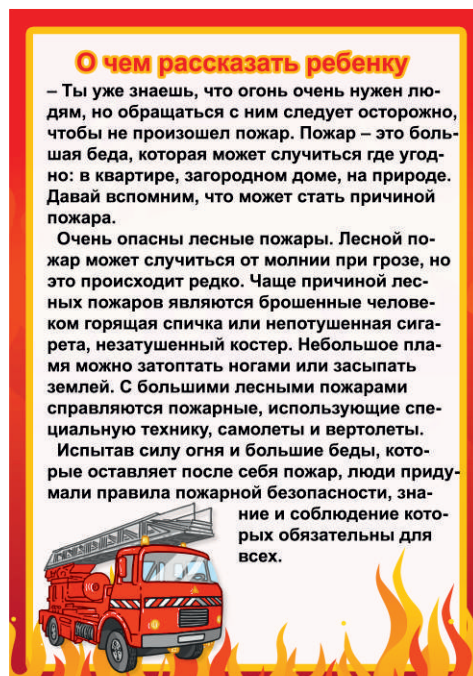 О чем рассказать ребенку
– Ты уже знаешь, что огонь очень нужен лю-
дям, но обращаться с ним следует осторожно,
чтобы не произошел пожар. Пожар – это боль-
шая беда, которая может случиться где угод-
но: в квартире, загородном доме, на природе.
Давай вспомним, что может стать причиной
пожара.
Очень опасны лесные пожары. Лесной по-
жар может случиться от молнии при грозе, но
это происходит редко. Чаще причиной лес-
ных пожаров являются брошенные челове-
ком горящая спичка или непотушенная сига-
рета, незатушенный костер. Небольшое пла-
мя можно затоптать ногами или засыпать
землей. С большими лесными пожарами
справляются пожарные, использующие спе-
циальную технику, самолеты и вертолеты.
Испытав силу огня и большие беды, кото-
рые оставляет после себя пожар, люди приду-
мали правила пожарной безопасности, зна-
ние и соблюдение кото-
рых обязательны для
всех.